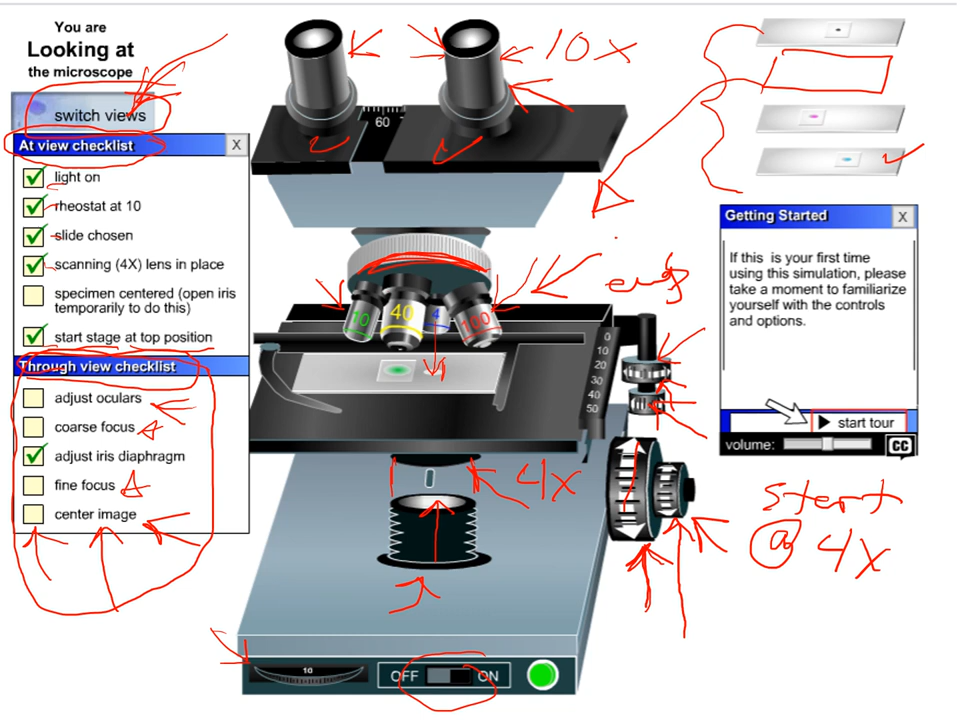 You are
Looking at
the microscope
switch views
At view checklist X
light on
rheostat at 10
slide chosen
scanning (4X) lens in place
specimen centered (open iris
temporarily to do this)
start stage at top position
Through view checklist
adjust oculars
coarse focus
adjust iris diaphragm
fine focus
center image
10x
60
10 40 4 100
0
10
20
30
40
50
4x
10
OFF ON
Getting Started X
If this is your first time
using this simulation, please
take a moment to familiarize
yourself with the controls
and options.
start tour
volume: CC
Start
@ 4x